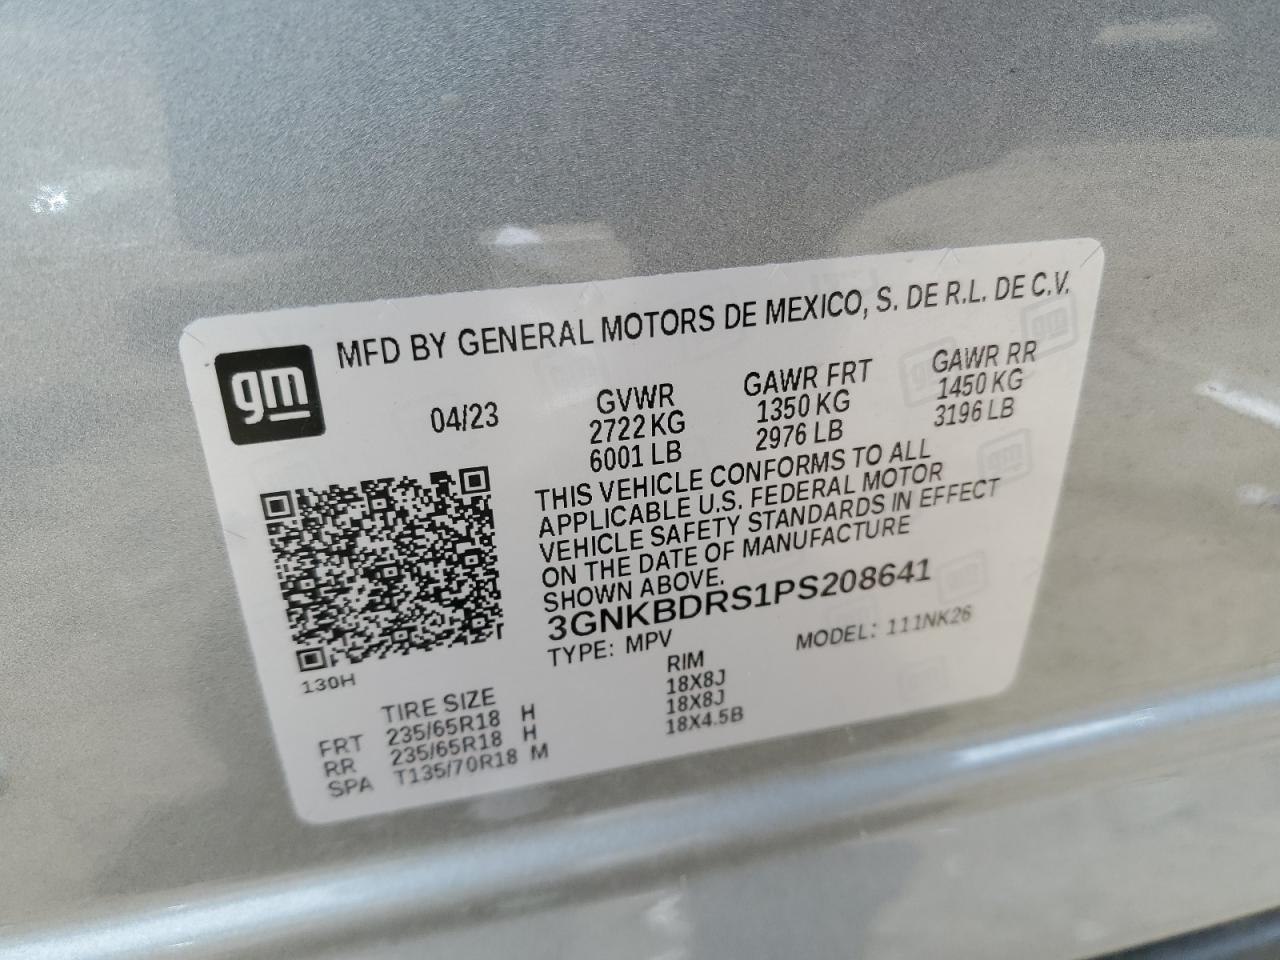 MFD BY GENERAL MOTORS DE MEXICO, S. DE R.L. DE C.V.
gm
04/23
GVWR
2722 KG
6001 LB
GAWR FRT
1350 KG
2976 LB
GAWR RR
1450 KG
3196 LB
THIS VEHICLE CONFORMS TO ALL
APPLICABLE U.S. FEDERAL MOTOR
VEHICLE SAFETY STANDARDS IN EFFECT
ON THE DATE OF MANUFACTURE
SHOWN ABOVE.
3GNKBDRS1PS208641
TYPE: MPV
MODEL: 111NK26
130H
TIRE SIZE
RIM
FRT 235/65R18 H 18X8J
RR 235/65R18 H 18X8J
SPA T135/70R18 M 18X4.5B